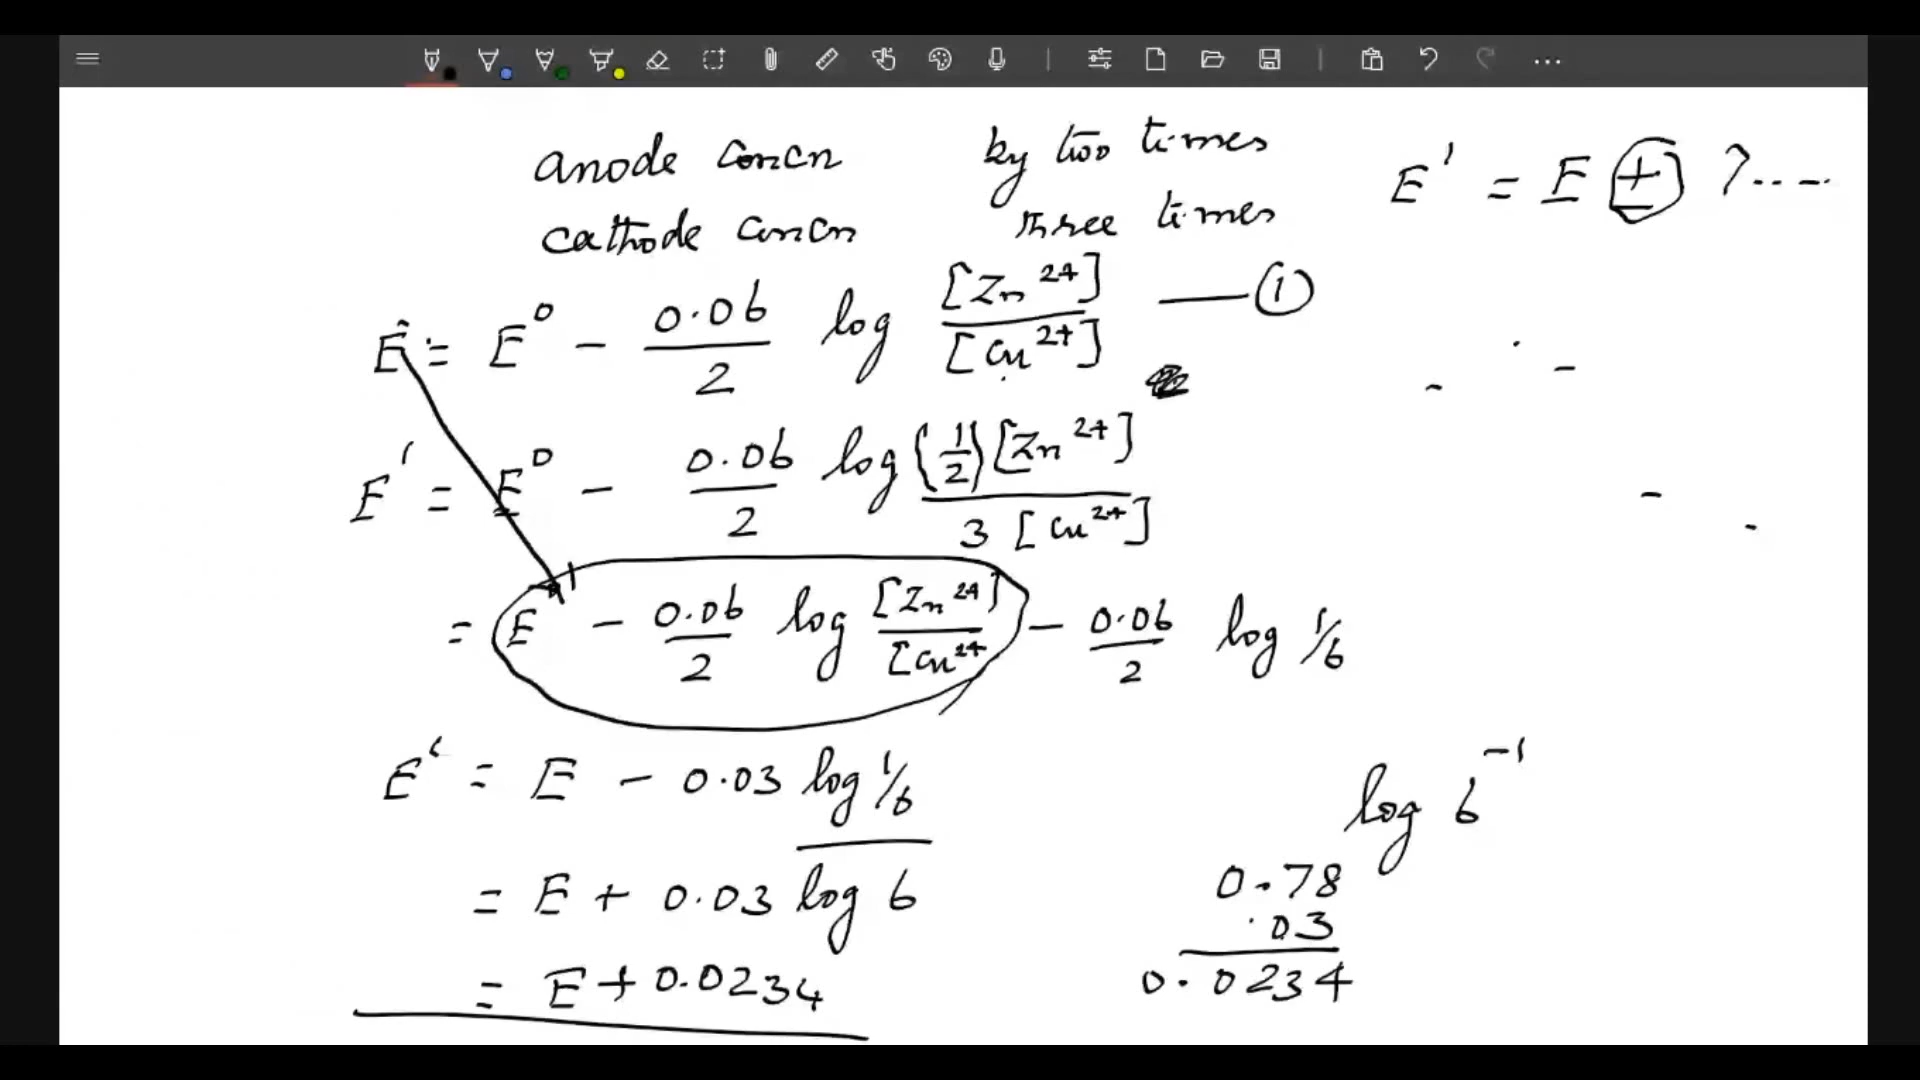 anode concn by two times
cathode concn three times
E' = E ± ?....
E = E⁰ - 0.06/2 log [Zn²⁺]/[Cu²⁺] —— ①
E' = E⁰ - 0.06/2 log (1/2)[Zn²⁺]/3[Cu²⁺]
= E - 0.06/2 log [Zn²⁺]/[Cu²⁺ - 0.06/2 log 1/6
E' = E - 0.03 log 1/6
log 6⁻¹
= E + 0.03 log 6
0.78
.03
= E + 0.0234
0.0234